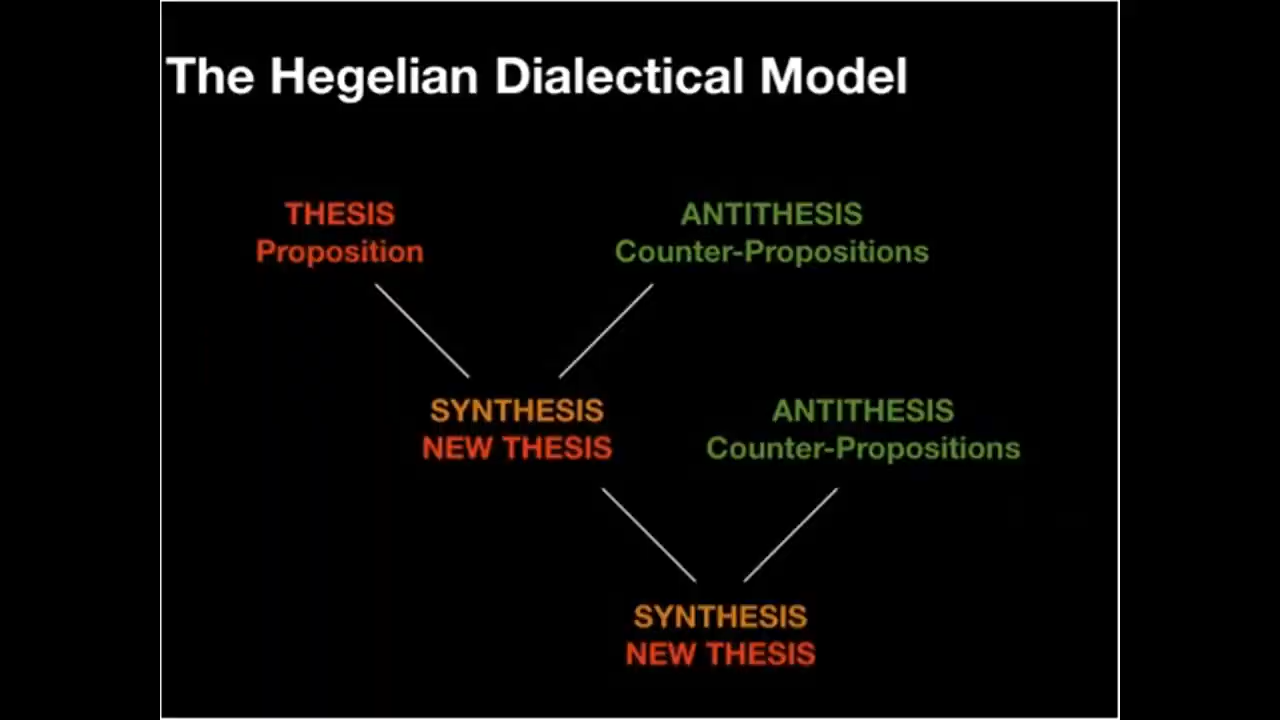 The Hegelian Dialectical Model
THESIS
Proposition
ANTITHESIS
Counter-Propositions
SYNTHESIS
NEW THESIS
ANTITHESIS
Counter-Propositions
SYNTHESIS
NEW THESIS